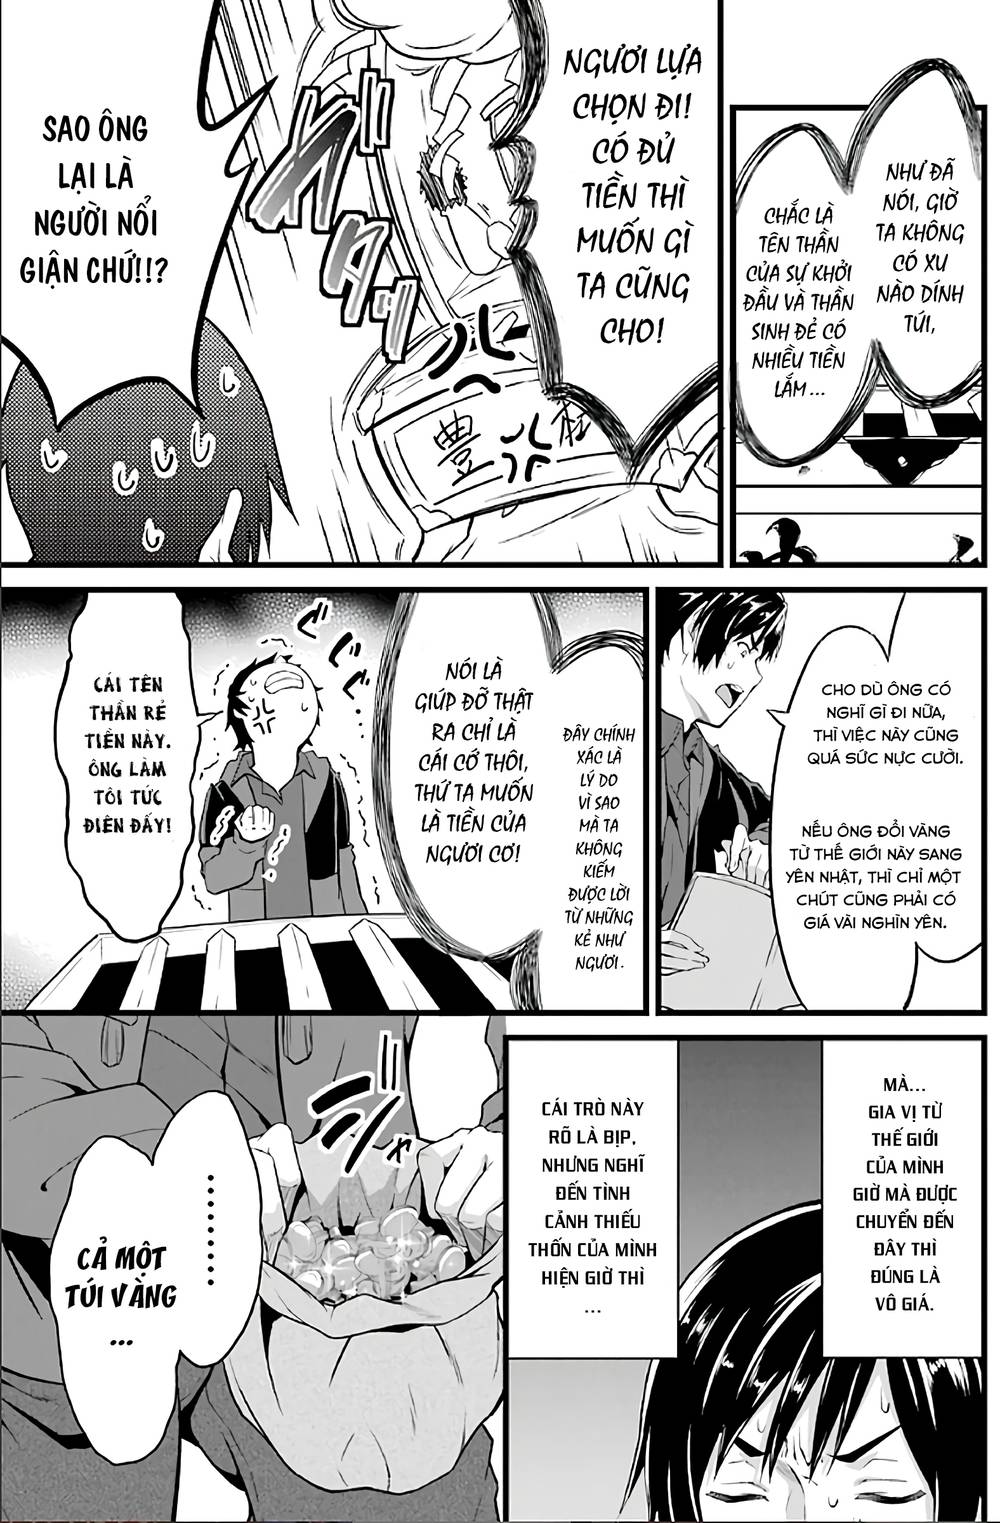 NHƯ ĐÃ
NÓI, GIỜ
TA KHÔNG
CÓ XU
NÀO DÍNH
TÚI,
CHẮC LÀ
TÊN THẦN
CỦA SỰ KHỞI
ĐẦU VÀ THẦN
SINH ĐẺ CÓ
NHIỀU TIỀN
LẮM...
NGƯƠI LỰA
CHỌN ĐI!
CÓ ĐỦ
TIỀN THÌ
MUỐN GÌ
TA CŨNG
CHO!
豊
SAO ÔNG
LẠI LÀ
NGƯỜI NỔI
GIẬN CHỨ!!?
CHO DÙ ÔNG CÓ
NGHĨ GÌ ĐI NỮA,
THÌ VIỆC NÀY CŨNG
QUÁ SỨC NỰC CƯỜI.
NẾU ÔNG ĐỔI VÀNG
TỪ THẾ GIỚI NÀY SANG
YÊN NHẬT, THÌ CHỈ MỘT
CHÚT CŨNG PHẢI CÓ
GIÁ VÀI NGHÌN YÊN.
ĐÂY CHÍNH
XÁC LÀ
LÝ DO
VÌ SAO
MÀ TA
KHÔNG
KIẾM
ĐƯỢC LỜI
TỪ NHỮNG
KẺ NHƯ
NGƯƠI.
NÓI LÀ
GIÚP ĐỠ THẬT
RA CHỈ LÀ
CÁI CỚ THÔI,
THỨ TA MUỐN
LÀ TIỀN CỦA
NGƯƠI CƠ!
CÁI TÊN
THẦN RẺ
TIỀN NÀY.
ÔNG LÀM
TÔI TỨC
ĐIÊN ĐẤY!
MÀ...
GIA VỊ TỪ
THẾ GIỚI
CỦA MÌNH
GIỜ MÀ ĐƯỢC
CHUYỂN ĐẾN
ĐÂY THÌ
ĐÚNG LÀ
VÔ GIÁ.
CÁI TRÒ NÀY
RÕ LÀ BỊP,
NHƯNG NGHĨ
ĐẾN TÌNH
CẢNH THIẾU
THỐN CỦA MÌNH
HIỆN GIỜ THÌ
...
........
CẢ MỘT
TÚI VÀNG
...